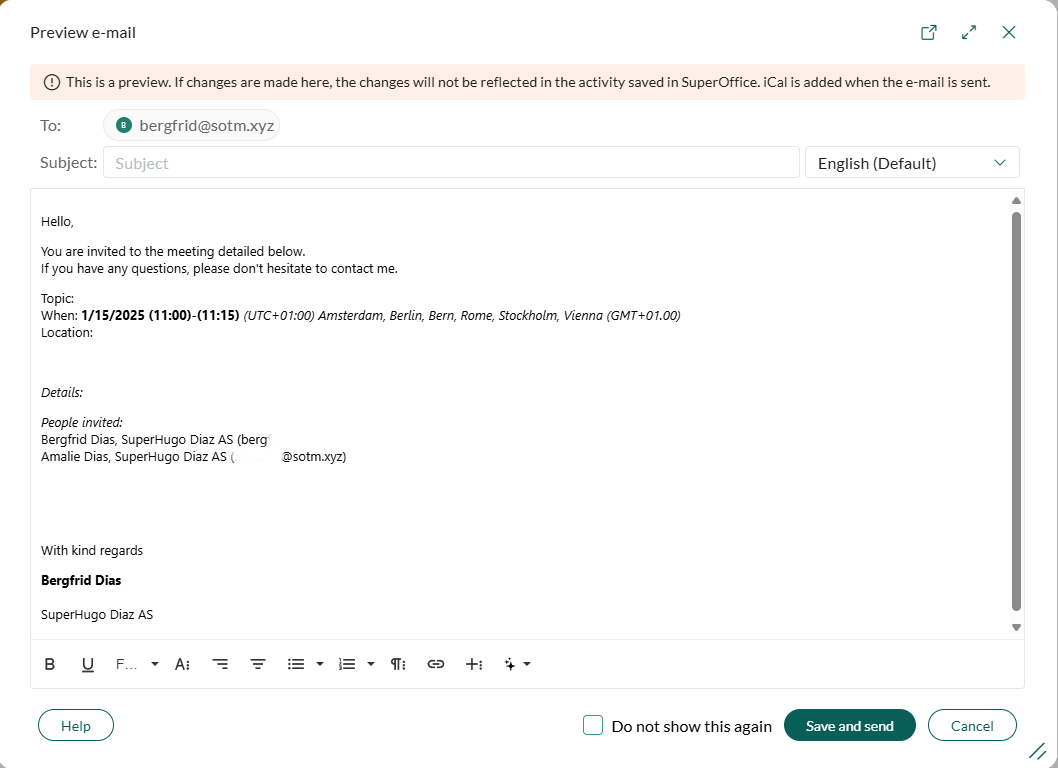 Preview e-mail
This is a preview. If changes are made here, the changes will not be reflected in the activity saved in SuperOffice. iCal is added when the e-mail is sent.
To: B bergfrid@sotm.xyz
Subject: Subject English (Default)
Hello,
You are invited to the meeting detailed below.
If you have any questions, please don't hesitate to contact me.
Topic:
When: 1/15/2025 (11:00)-(11:15) (UTC+01:00) Amsterdam, Berlin, Bern, Rome, Stockholm, Vienna (GMT+01.00)
Location:
Details:
People invited:
Bergfrid Dias, SuperHugo Diaz AS (berg
Amalie Dias, SuperHugo Diaz AS ( @sotm.xyz)
With kind regards
Bergfrid Dias
SuperHugo Diaz AS
B U F... A
Help Do not show this again Save and send Cancel